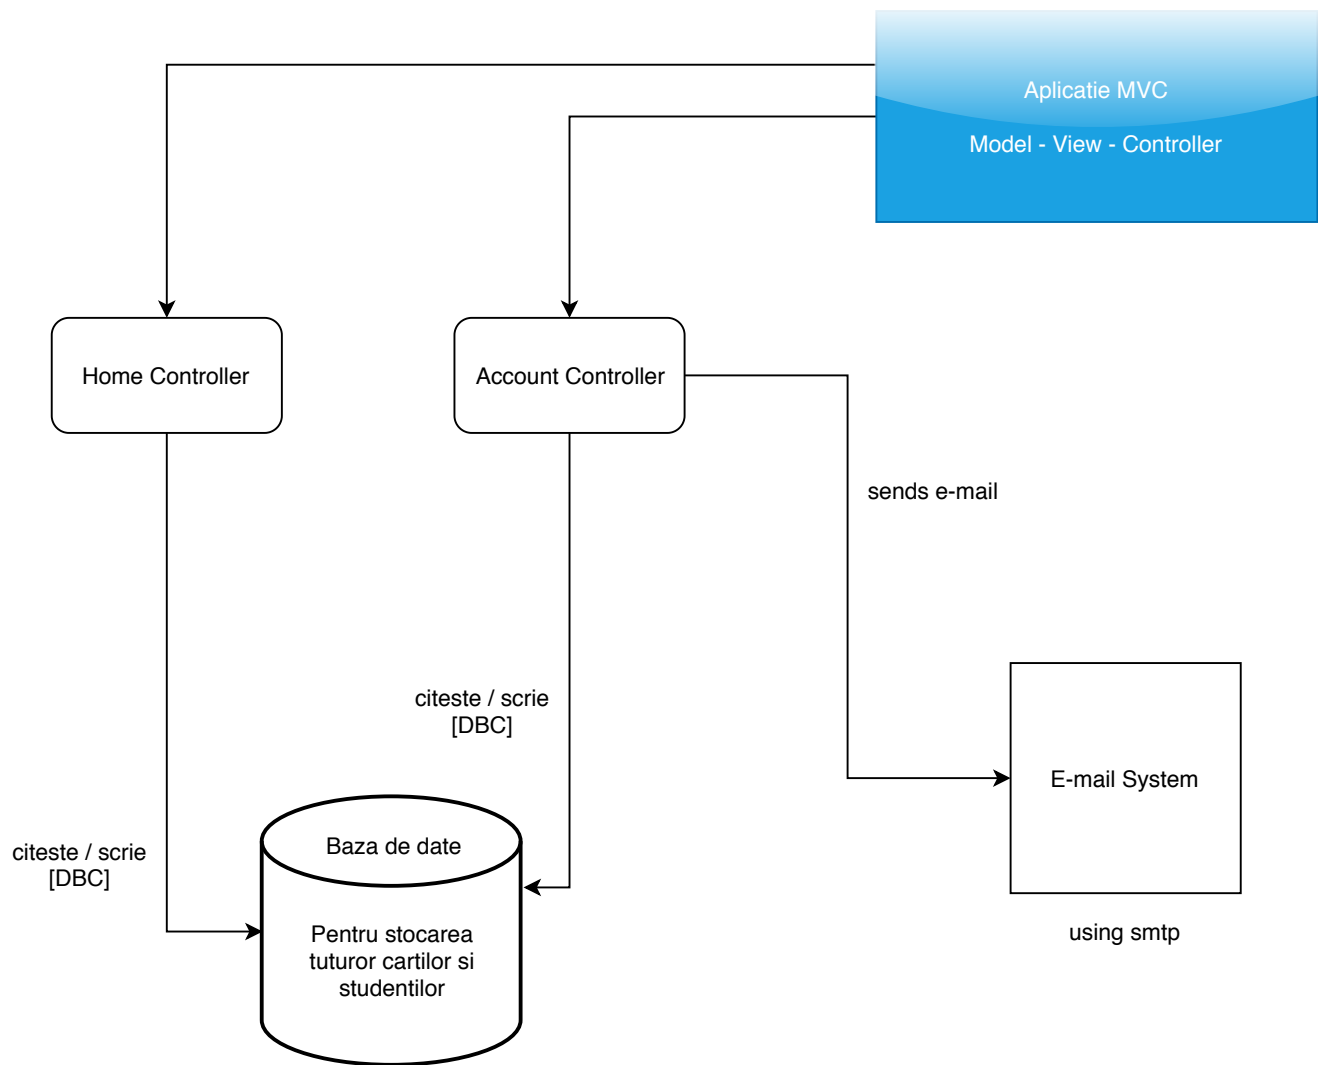 Aplicatie MVC
Model - View - Controller
Home Controller
Account Controller
sends e-mail
citeste / scrie
[DBC]
E-mail System
citeste / scrie
[DBC]
Baza de date
Pentru stocarea
tuturor cartilor si
studentilor
using smtp